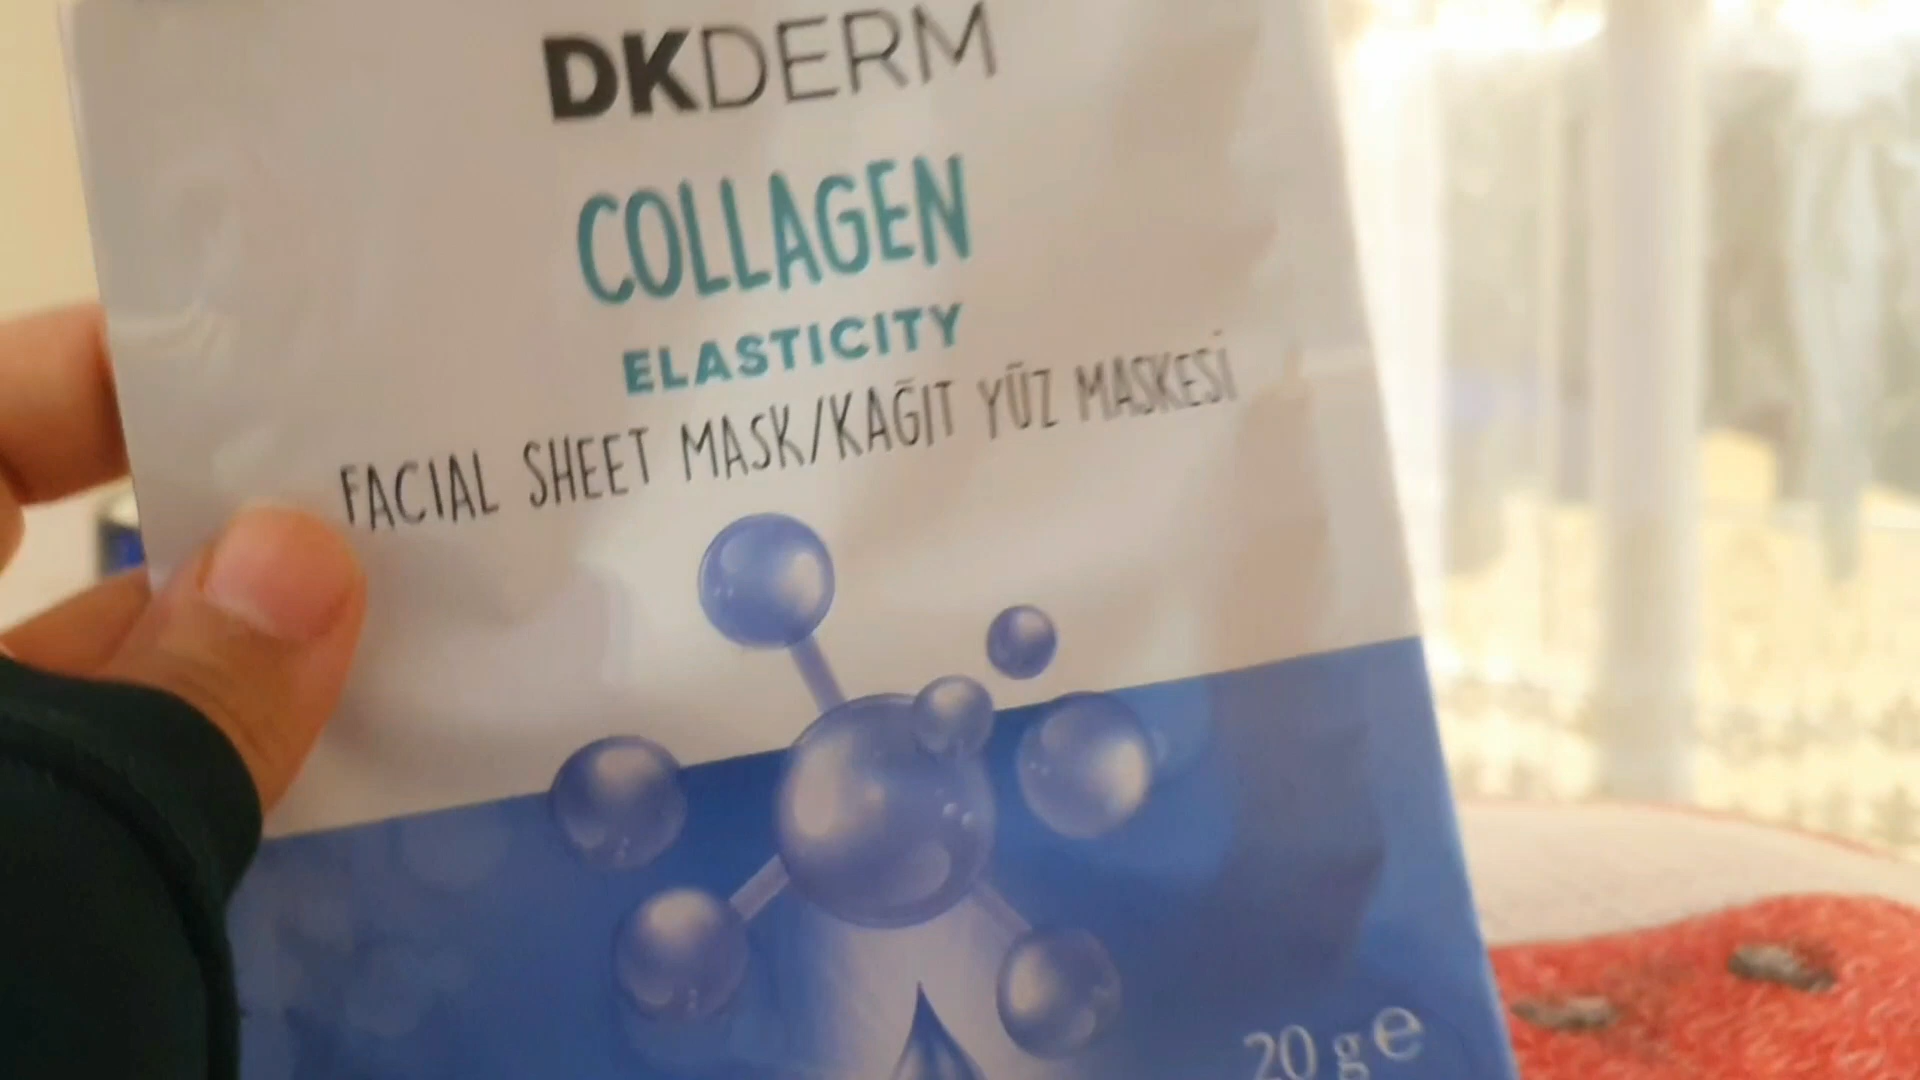 DKDERM
COLLAGEN
ELASTICITY
FACIAL SHEET MASK/KAĞIT YÜZ MASKESİ
20 g e